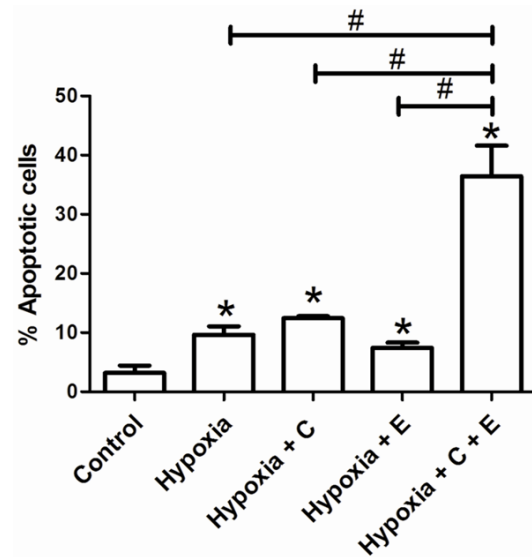 #
#
#
50
40
30
20
10
0
% Apoptotic cells
*
*
*
*
Control
Hypoxia
Hypoxia + C
Hypoxia + E
Hypoxia + C + E